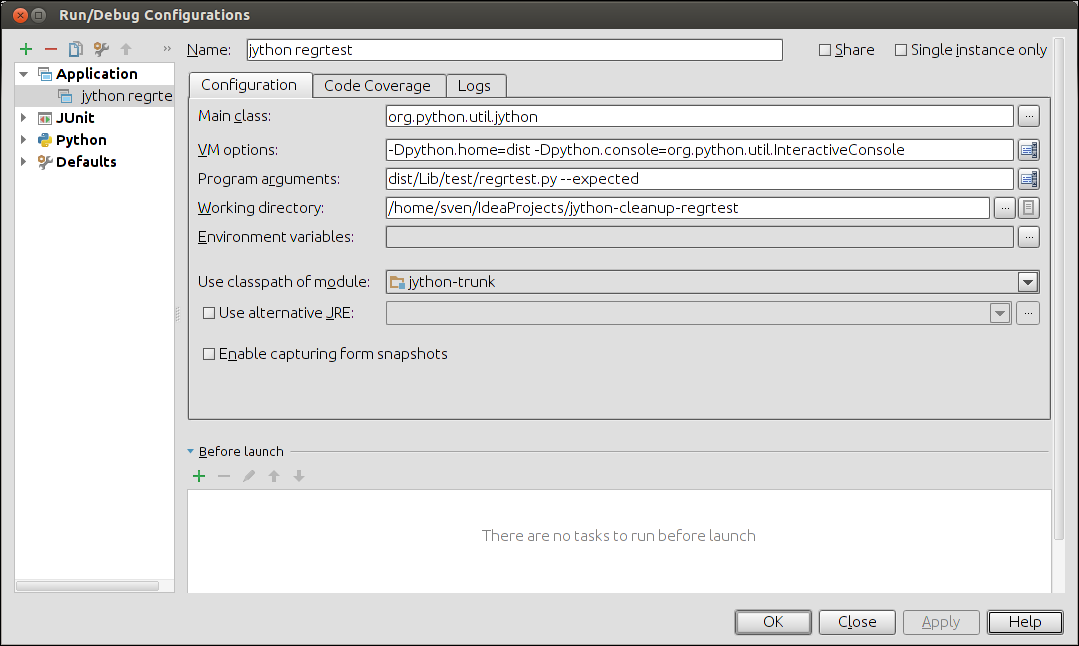 Run/Debug Configurations
Name: jython regrtest Share Single instance only
Application
jython regrte
JUnit
Python
Defaults
Configuration Code Coverage Logs
Main class: org.python.util.jython ...
VM options: -Dpython.home=dist -Dpython.console=org.python.util.InteractiveConsole
Program arguments: dist/Lib/test/regrtest.py --expected
Working directory: /home/sven/IdeaProjects/jython-cleanup-regrtest ...
Environment variables: ...
Use classpath of module: jython-trunk
Use alternative JRE: ...
Enable capturing form snapshots
Before launch
There are no tasks to run before launch
OK Close Apply Help